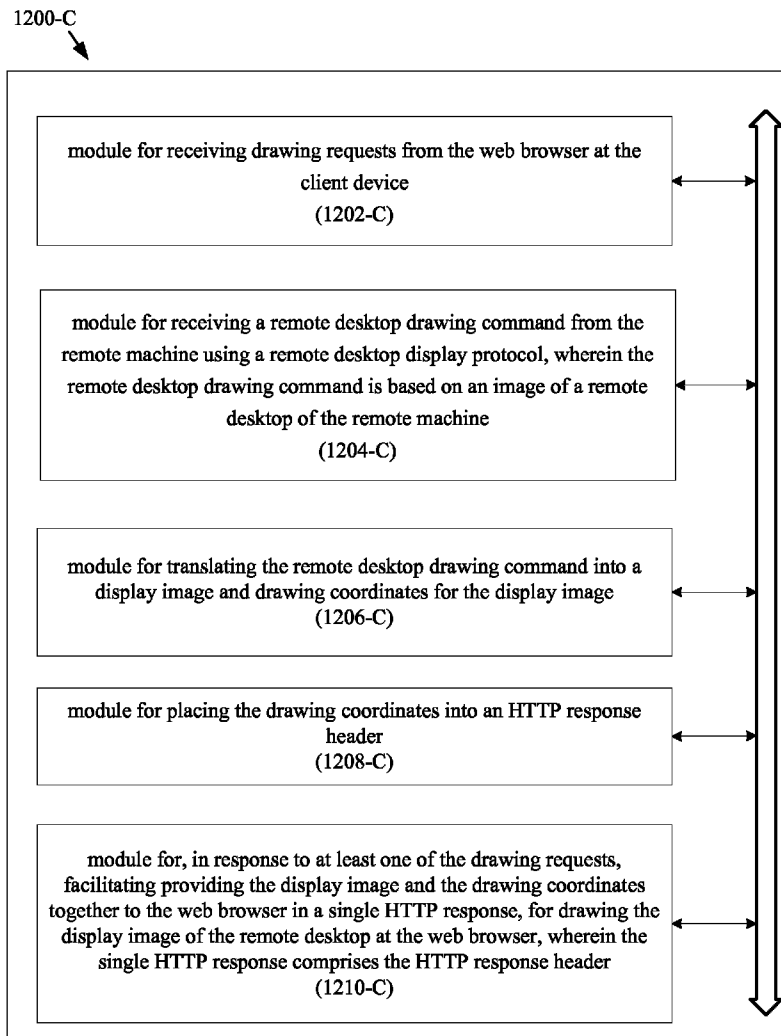 1200-C
module for receiving drawing requests from the web browser at the
client device
(1202-C)
module for receiving a remote desktop drawing command from the
remote machine using a remote desktop display protocol, wherein the
remote desktop drawing command is based on an image of a remote
desktop of the remote machine
(1204-C)
module for translating the remote desktop drawing command into a
display image and drawing coordinates for the display image
(1206-C)
module for placing the drawing coordinates into an HTTP response
header
(1208-C)
module for, in response to at least one of the drawing requests,
facilitating providing the display image and the drawing coordinates
together to the web browser in a single HTTP response, for drawing the
display image of the remote desktop at the web browser, wherein the
single HTTP response comprises the HTTP response header
(1210-C)